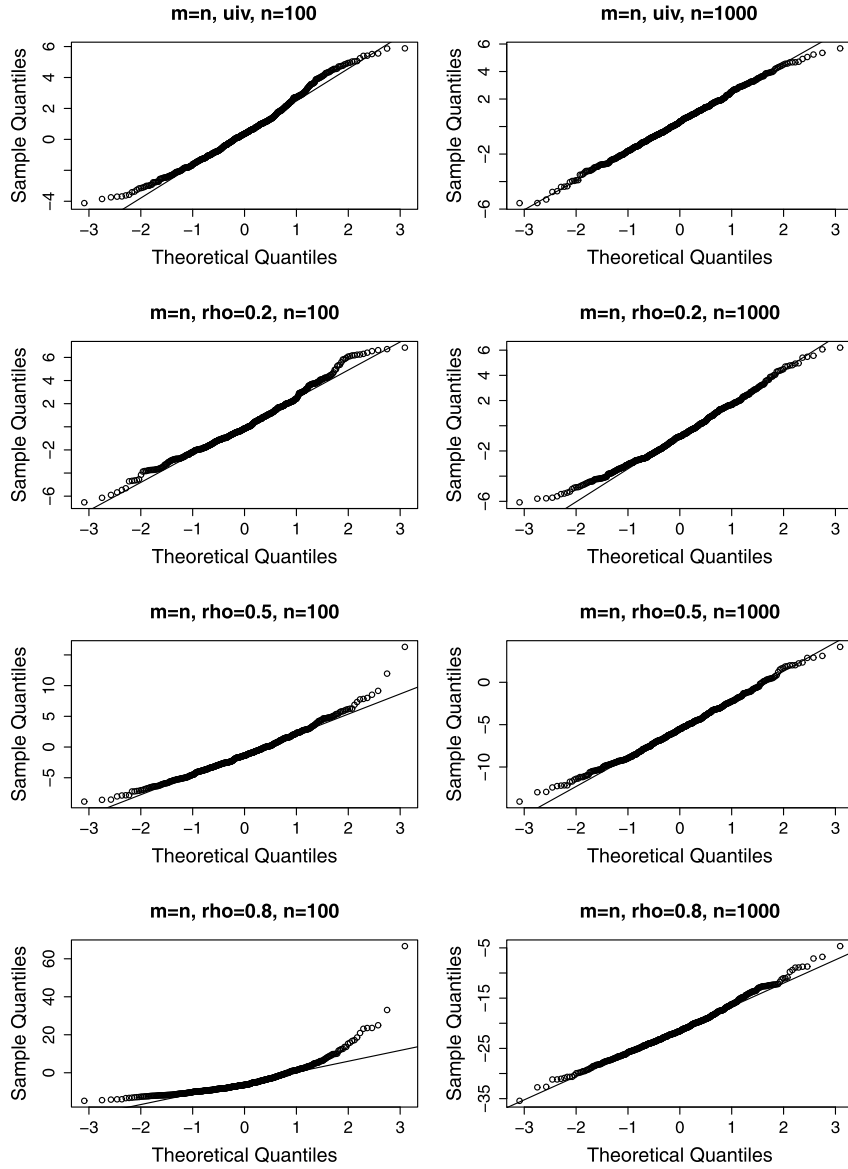 m=n, uiv, n=100
Sample Quantiles
6
4
2
0
−4
−3 −2 −1 0 1 2 3
Theoretical Quantiles
m=n, uiv, n=1000
Sample Quantiles
6
4
2
−2
−6
−3 −2 −1 0 1 2 3
Theoretical Quantiles
m=n, rho=0.2, n=100
Sample Quantiles
6
4
2
−2
−6
−3 −2 −1 0 1 2 3
Theoretical Quantiles
m=n, rho=0.2, n=1000
Sample Quantiles
6
4
2
−2
−6
−3 −2 −1 0 1 2 3
Theoretical Quantiles
m=n, rho=0.5, n=100
Sample Quantiles
10
5
0
−5
−3 −2 −1 0 1 2 3
Theoretical Quantiles
m=n, rho=0.5, n=1000
Sample Quantiles
0
−5
−10
−3 −2 −1 0 1 2 3
Theoretical Quantiles
m=n, rho=0.8, n=100
Sample Quantiles
60
40
20
0
−3 −2 −1 0 1 2 3
Theoretical Quantiles
m=n, rho=0.8, n=1000
Sample Quantiles
−5
−15
−25
−35
−3 −2 −1 0 1 2 3
Theoretical Quantiles